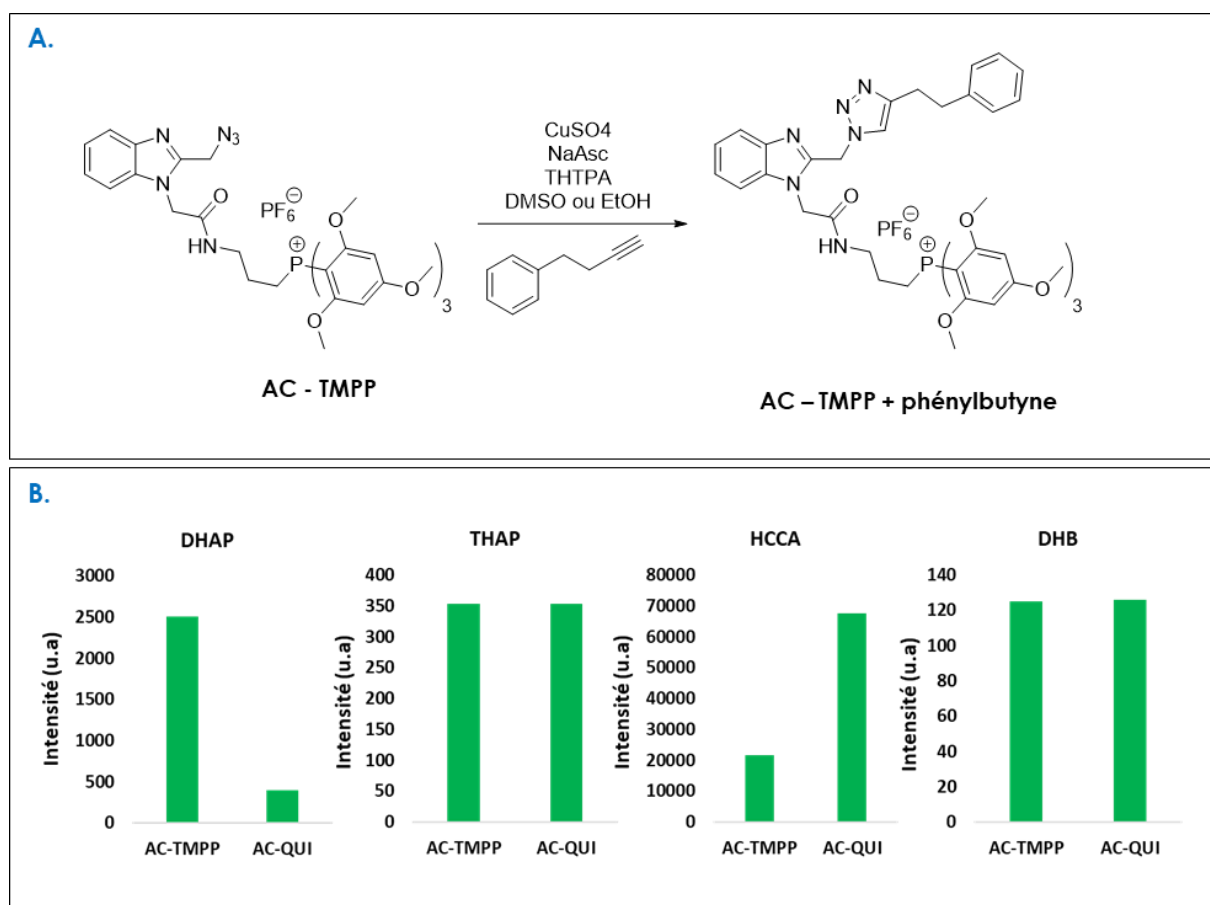 A.
N
N
N3
O
N
H
PF6
⊖
P
⊕
O
O
O
3
AC - TMPP
CuSO4
NaAsc
THTPA
DMSO ou EtOH
N
N
N
N
N
O
N
H
PF6
⊖
P
⊕
O
O
O
3
AC – TMPP + phénylbutyne
B.
DHAP
Intensité (u.a)
3000
2500
2000
1500
1000
500
0
AC-TMPP AC-QUI
THAP
Intensité (u.a)
400
350
300
250
200
150
100
50
0
AC-TMPP AC-QUI
HCCA
Intensité (u.a)
80000
70000
60000
50000
40000
30000
20000
10000
0
AC-TMPP AC-QUI
DHB
Intensité (u.a)
140
120
100
80
60
40
20
0
AC-TMPP AC-QUI